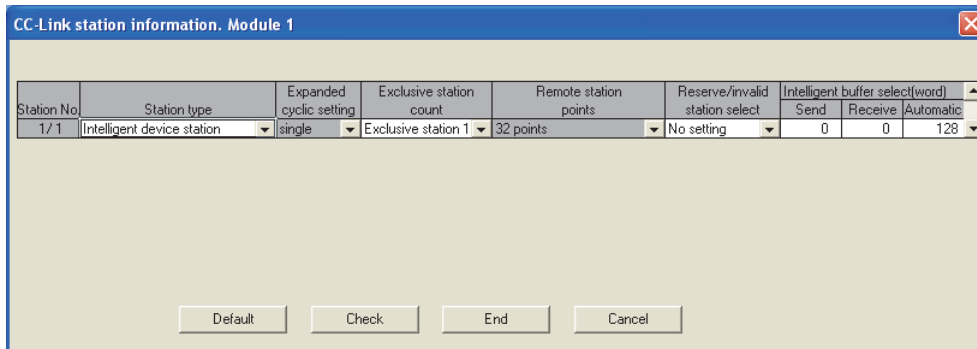 CC-Link station information. Module 1
Expanded Exclusive station Remote station Reserve/invalid Intelligent buffer select(word)
Station No. Station type cyclic setting count points station select Send Receive Automatic
1/1 Intelligent device station single Exclusive station 1 32 points No setting 0 0 128
Default Check End Cancel